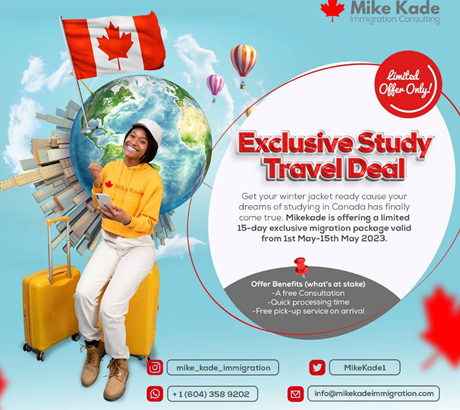 Mike Kade
Immigration Consulting
Limited
Offer Only!
Exclusive Study
Travel Deal
Get your winter jacket ready cause your
dreams of studying in Canada has finally
come true. Mikekade is offering a limited
15-day exclusive migration package valid
from 1st May-15th May 2023.
Mike Kade
Offer Benefits (what's at stake)
-A free Consultation
-Quick processing time
-Free pick-up service on arrival
mike_kade_immigration
MikeKade1
+ 1 (604) 358 9202
info@mikekadeimmigration.com